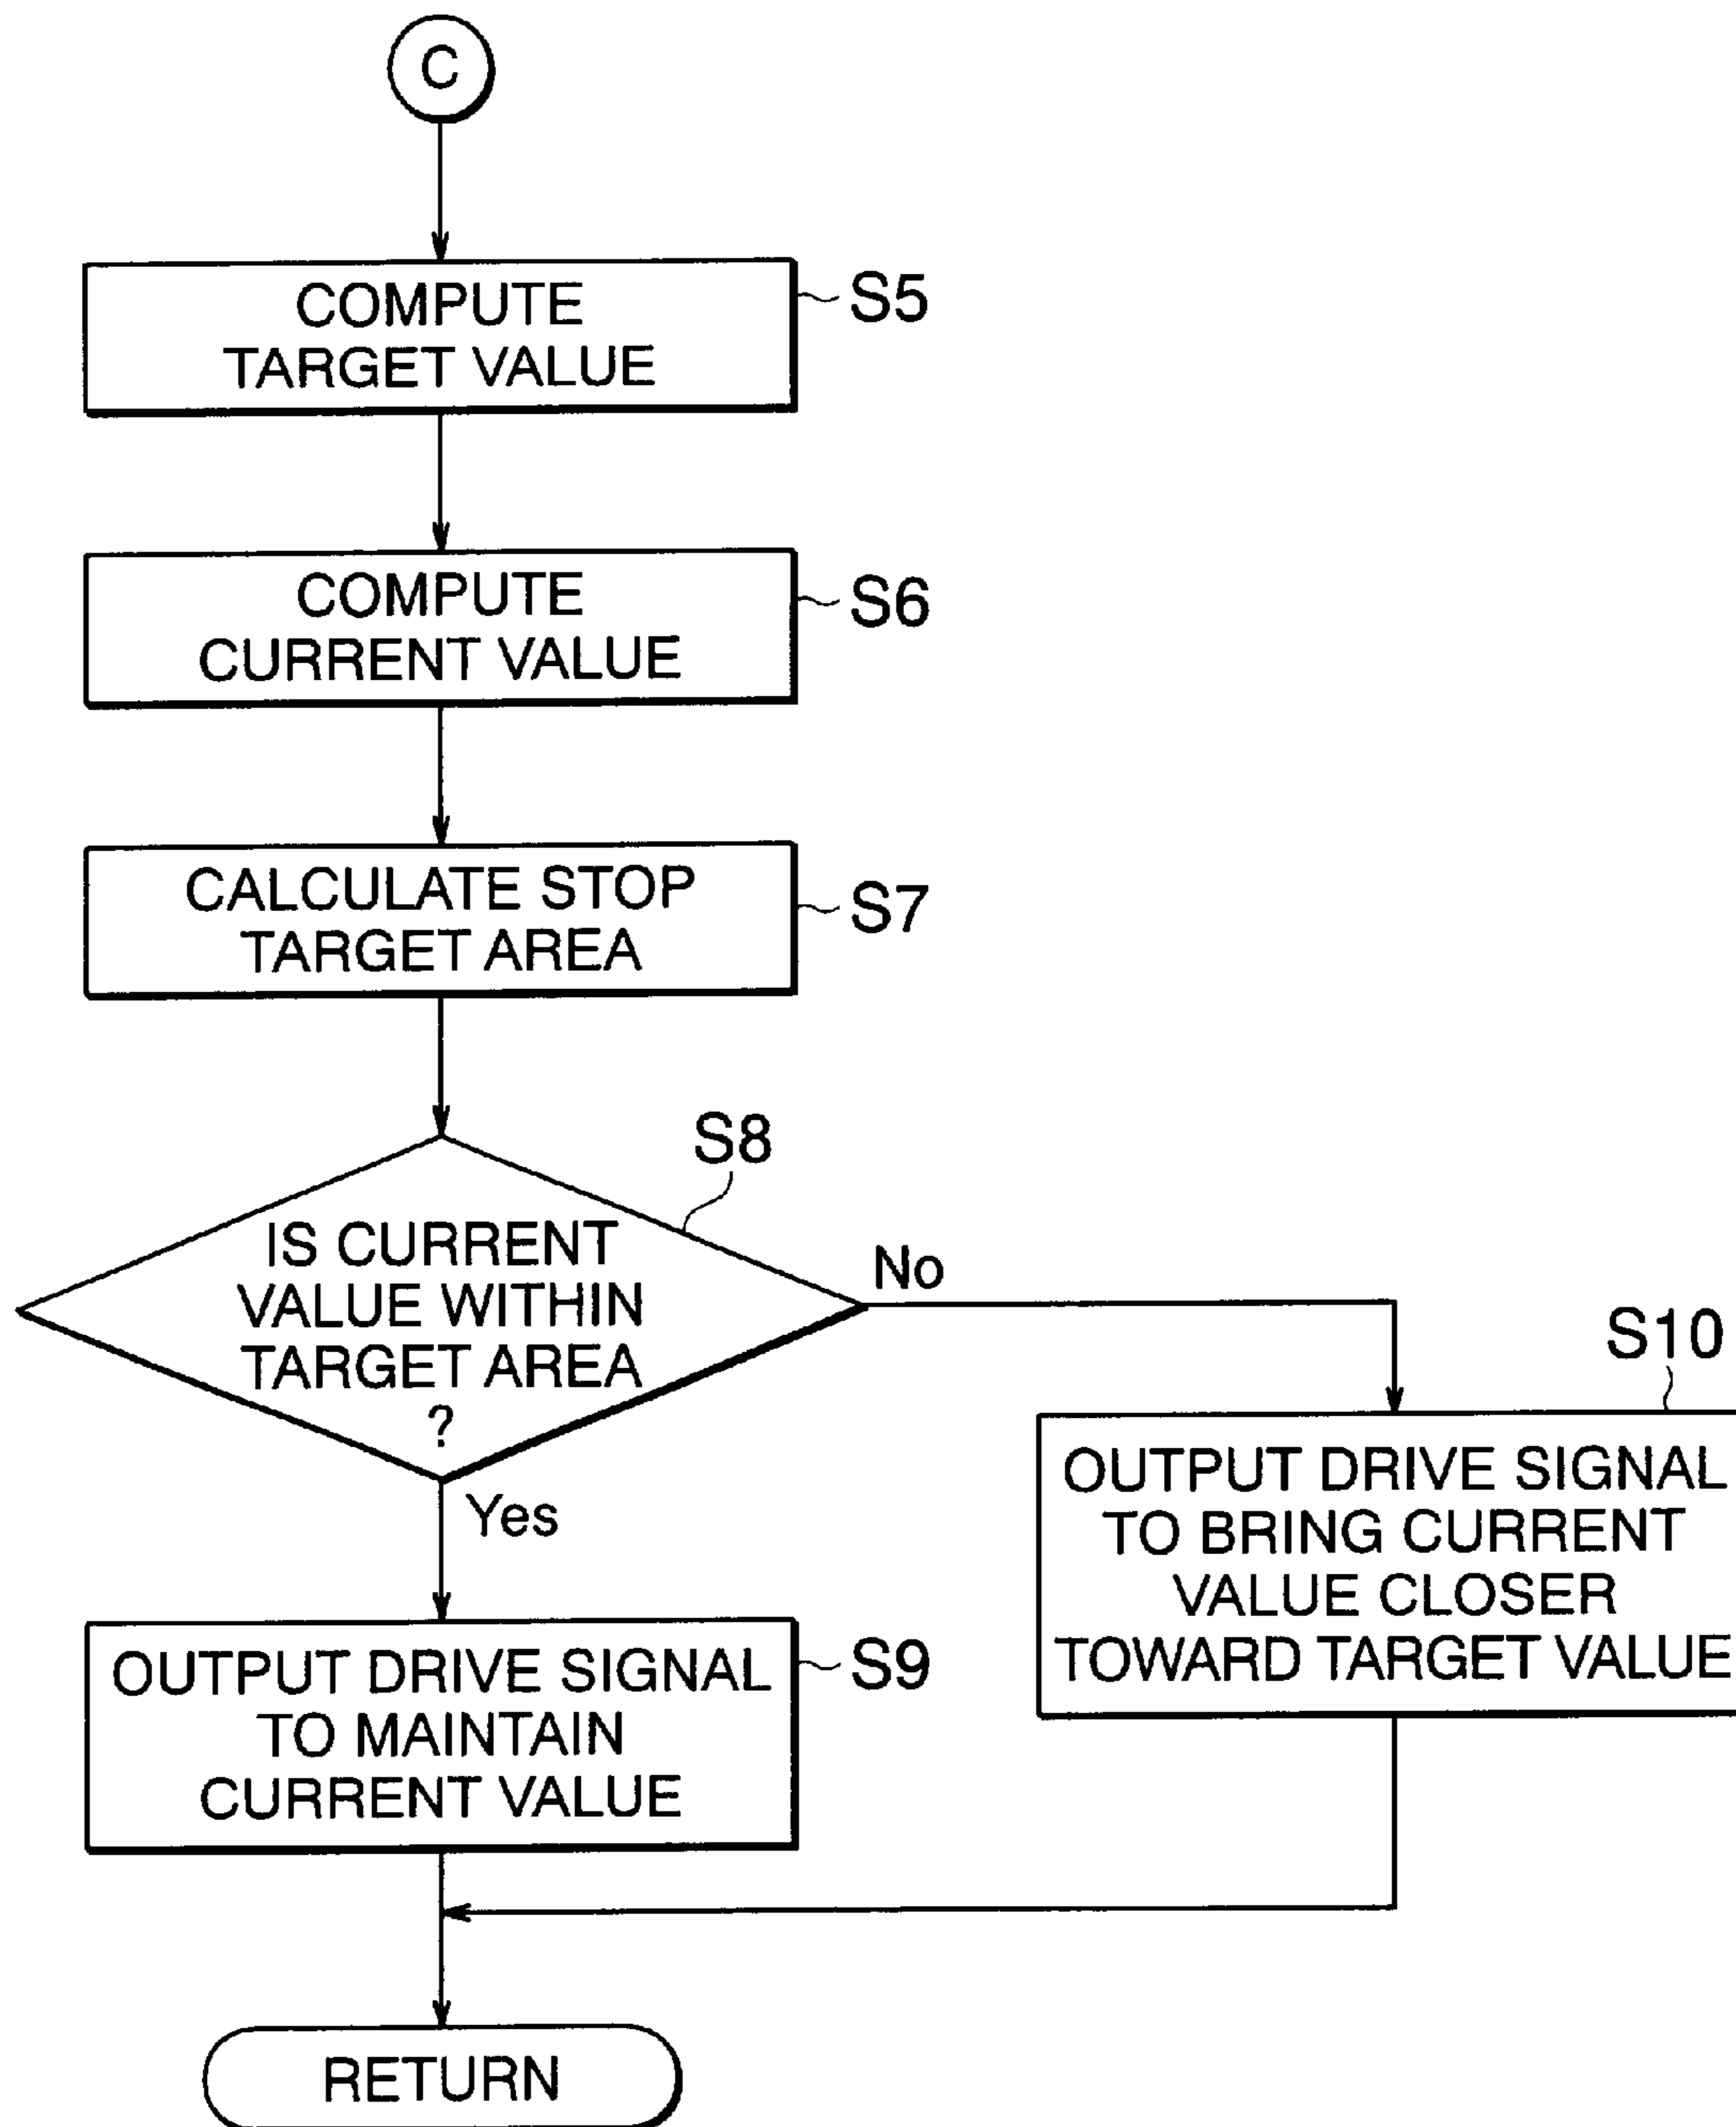 C
COMPUTE
TARGET VALUE
S5
COMPUTE
CURRENT VALUE
S6
CALCULATE STOP
TARGET AREA
S7
S8
IS CURRENT
VALUE WITHIN
TARGET AREA
?
No
Yes
S10
OUTPUT DRIVE SIGNAL
TO BRING CURRENT
VALUE CLOSER
TOWARD TARGET VALUE
OUTPUT DRIVE SIGNAL
TO MAINTAIN
CURRENT VALUE
S9
RETURN